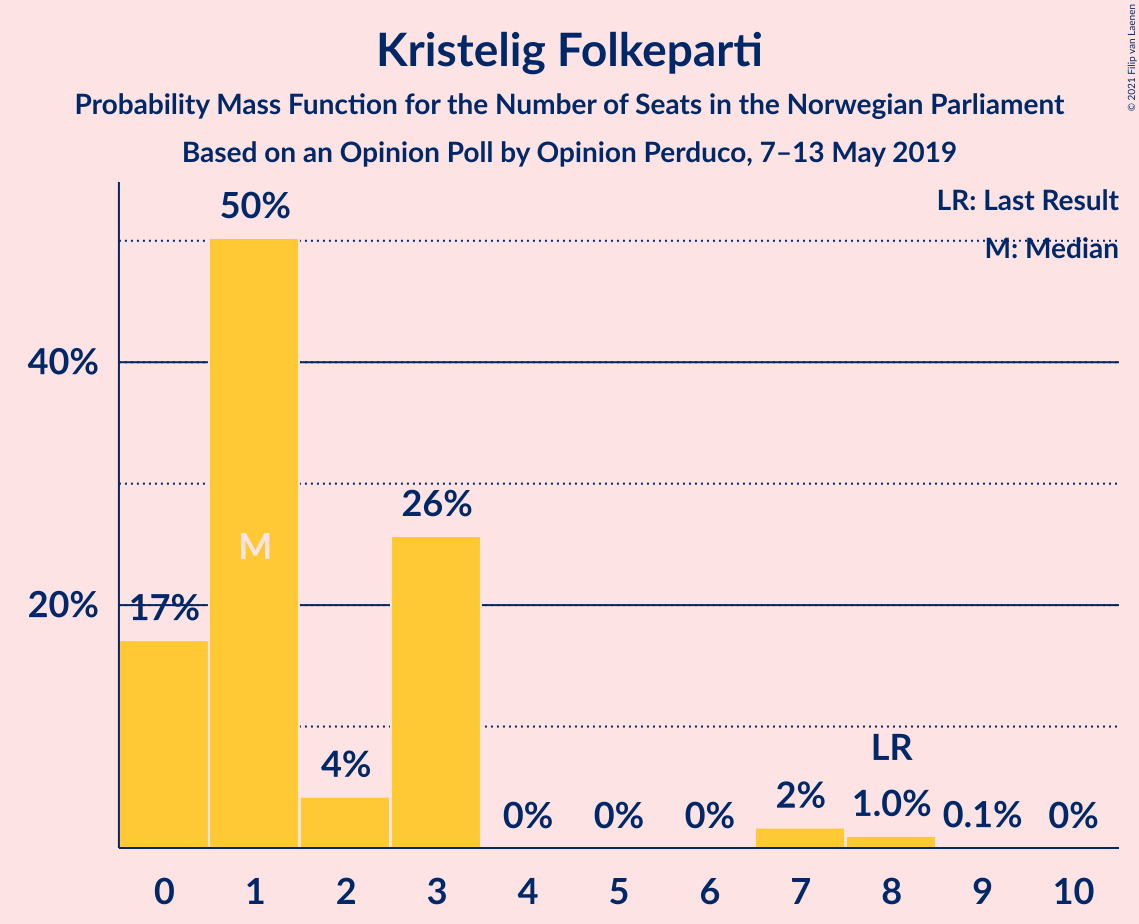 Kristelig Folkeparti
Probability Mass Function for the Number of Seats in the Norwegian Parliament
Based on an Opinion Poll by Opinion Perduco, 7–13 May 2019
© 2021 Filip van Laenen
LR: Last Result
M: Median
50%
40%
26%
M
20%
17%
4%
LR
0%
0%
0%
2%
1.0%
0.1%
0%
0 1 2 3 4 5 6 7 8 9 10